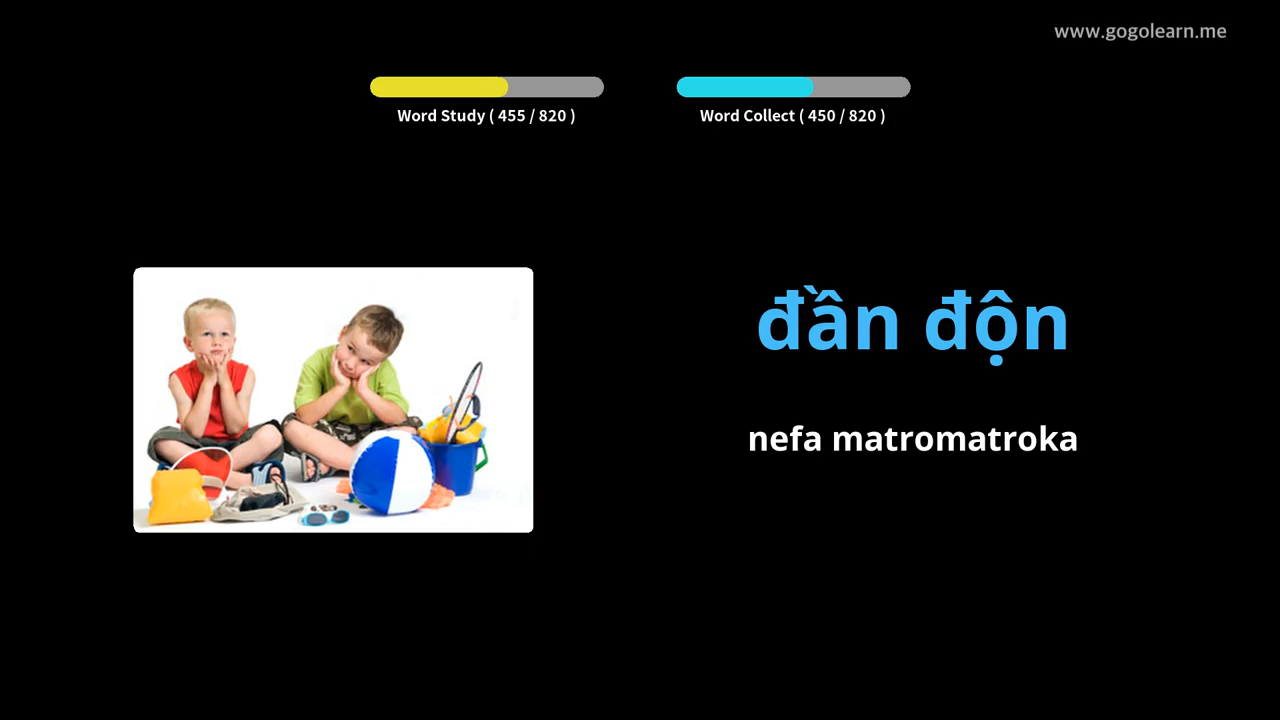 www.gogolearn.me
Word Study ( 455 / 820 )
Word Collect ( 450 / 820 )
đần độn
nefa matromatroka